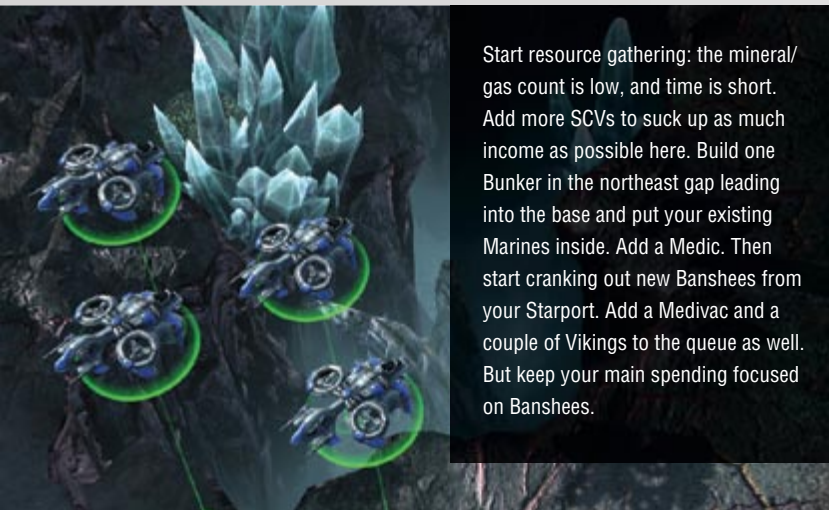 Start resource gathering: the mineral/
gas count is low, and time is short.
Add more SCVs to suck up as much
income as possible here. Build one
Bunker in the northeast gap leading
into the base and put your existing
Marines inside. Add a Medic. Then
start cranking out new Banshees from
your Starport. Add a Medivac and a
couple of Vikings to the queue as well.
But keep your main spending focused
on Banshees.